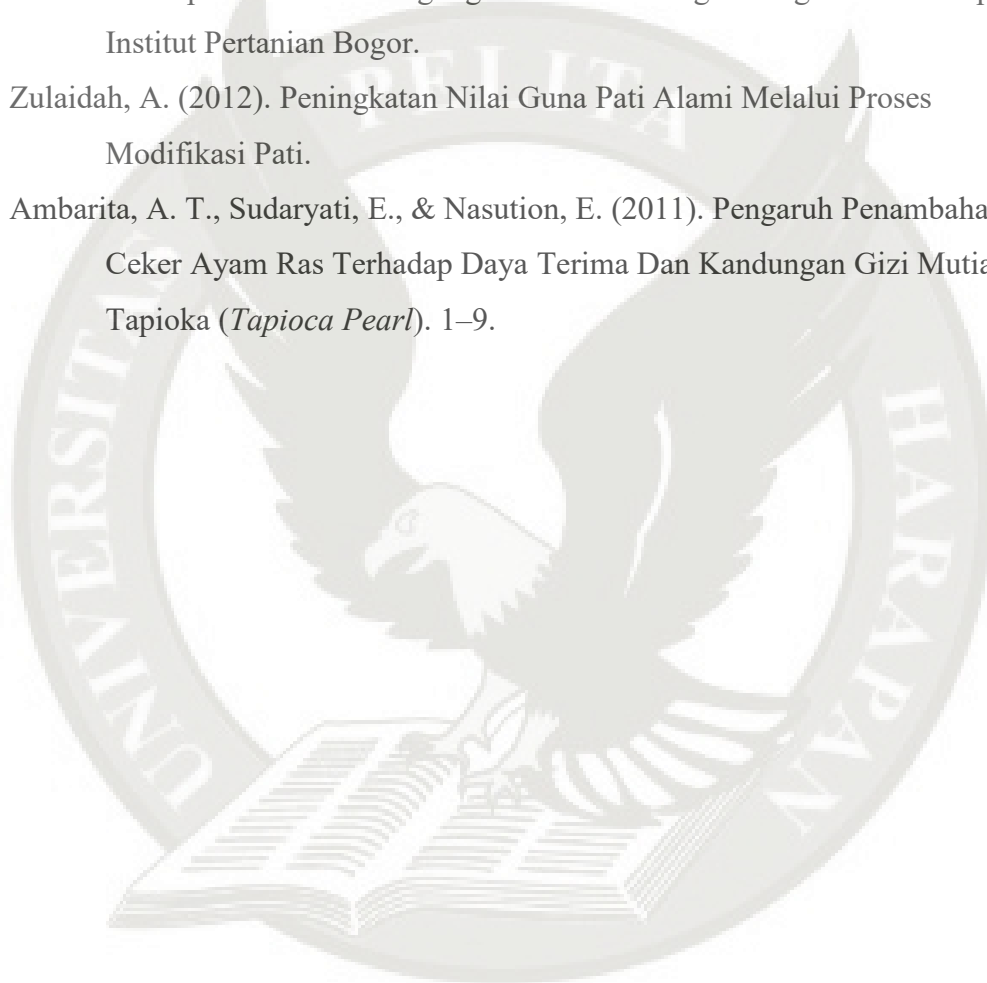 Institut Pertanian Bogor.
Zulaidah, A. (2012). Peningkatan Nilai Guna Pati Alami Melalui Proses
Modifikasi Pati.
Ambarita, A. T., Sudaryati, E., & Nasution, E. (2011). Pengaruh Penambaha
Ceker Ayam Ras Terhadap Daya Terima Dan Kandungan Gizi Mutia
Tapioka (Tapioca Pearl). 1–9.
UNIVERSITAS PELITA HARAPAN